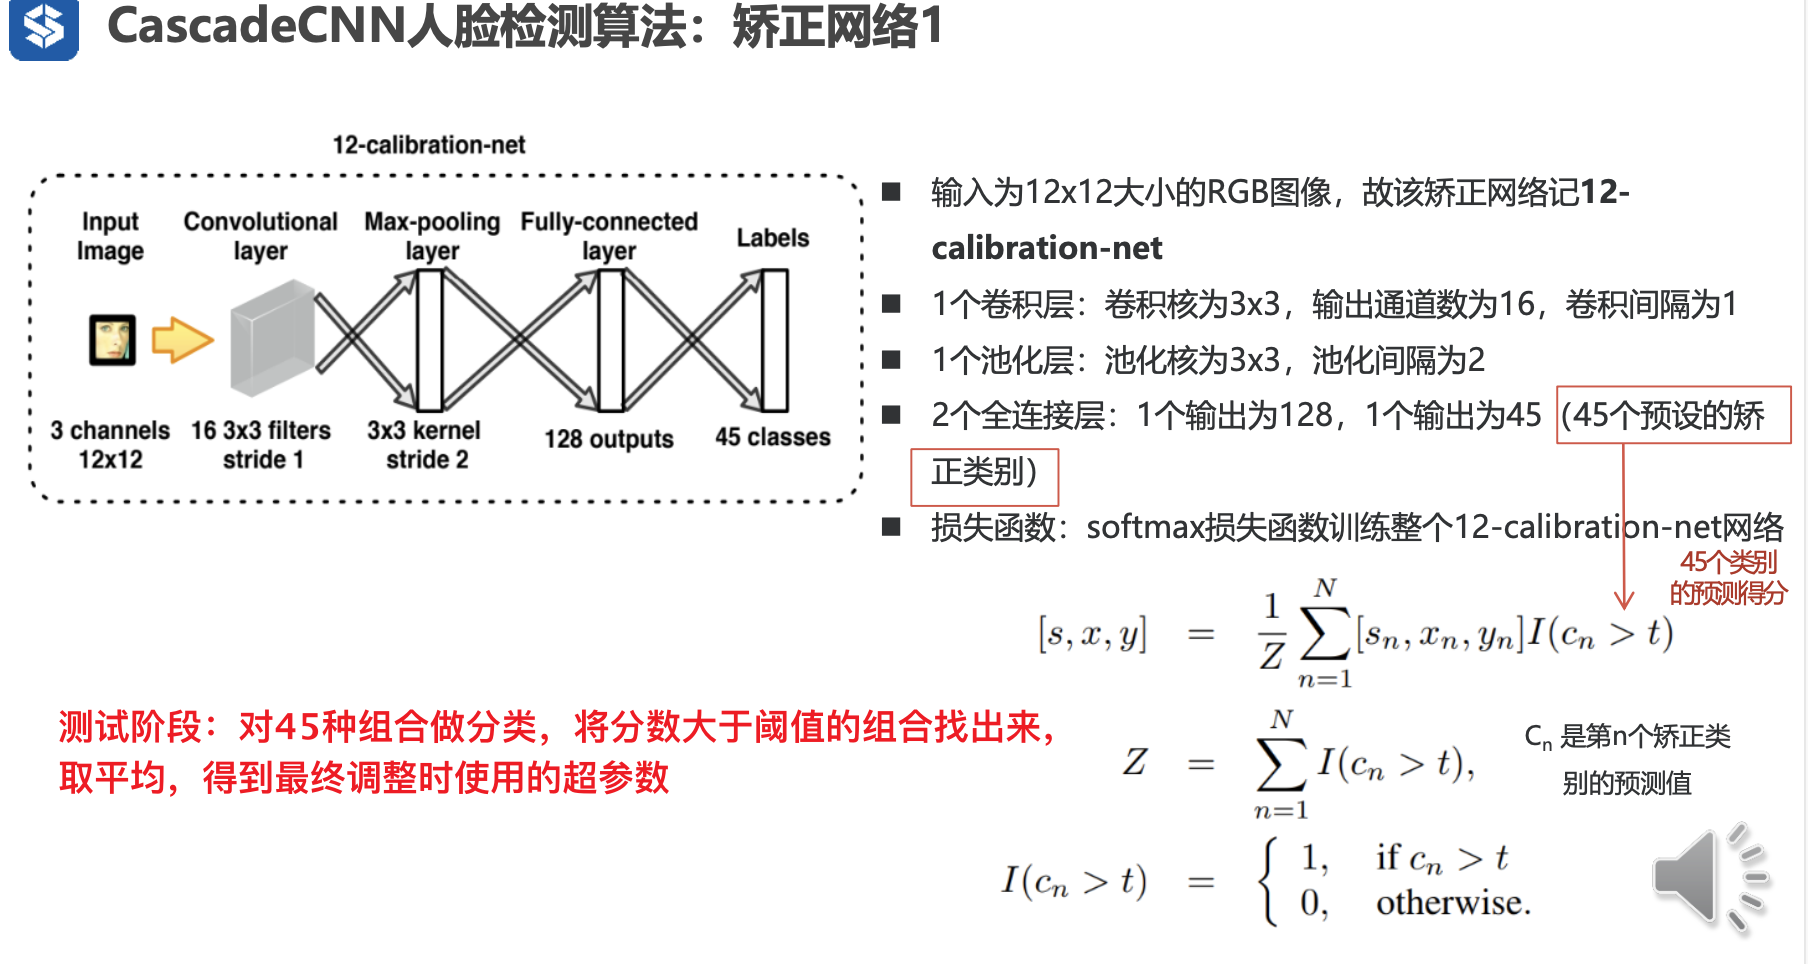 CascadeCNN人脸检测算法：矫正网络1
12-calibration-net
Input Image
Convolutional layer
Max-pooling layer
Fully-connected layer
Labels
3 channels 12x12
16 3x3 filters stride 1
3x3 kernel stride 2
128 outputs
45 classes
■ 输入为12x12大小的RGB图像，故该矫正网络记12-
calibration-net
■ 1个卷积层：卷积核为3x3，输出通道数为16，卷积间隔为1
■ 1个池化层：池化核为3x3，池化间隔为2
■ 2个全连接层：1个输出为128，1个输出为45（45个预设的矫
正类别）
■ 损失函数：softmax损失函数训练整个12-calibration-net网络
45个类别
的预测得分
[s, x, y] = \frac{1}{Z} \sum_{n=1}^{N} [s_n, x_n, y_n] I(c_n > t)
测试阶段：对45种组合做分类，将分数大于阈值的组合找出来，
取平均，得到最终调整时使用的超参数
Z = \sum_{n=1}^{N} I(c_n > t),
C_n 是第n个矫正类
别的预测值
I(c_n > t) = { 1, if c_n > t
0, otherwise.